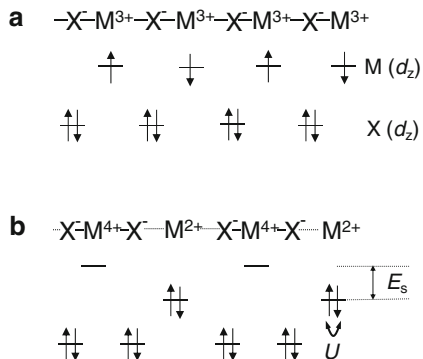 a
–X⁻–M³⁺–X⁻–M³⁺–X⁻–M³⁺–X⁻–M³⁺
M (d_z)
X (d_z)
b
X⁻–M⁴⁺–X⁻ M²⁺ X⁻–M⁴⁺–X⁻ M²⁺
E_s
U